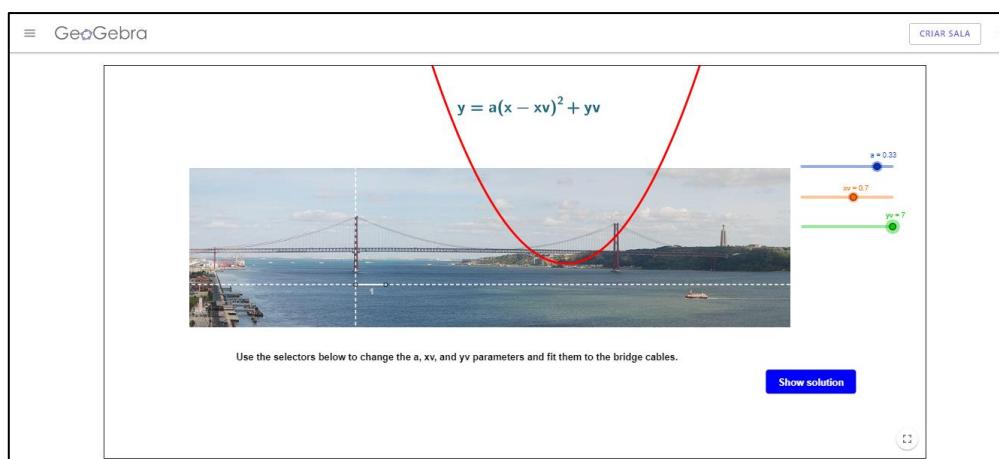 GeoGebra
CRIAR SALA
y = a(x − xv)² + yv
a = 0.33
xv = 0.7
yv = 7
1
Use the selectors below to change the a, xv, and yv parameters and fit them to the bridge cables.
Show solution